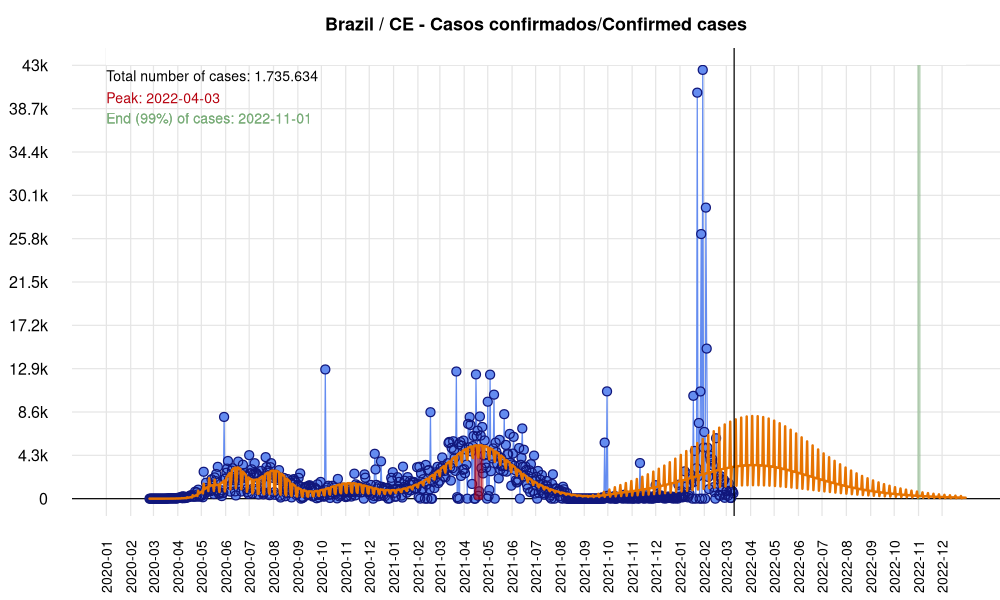 Brazil / CE - Casos confirmados/Confirmed cases
Total number of cases: 1.735.634
Peak: 2022-04-03
End (99%) of cases: 2022-11-01
43k
38.7k
34.4k
30.1k
25.8k
21.5k
17.2k
12.9k
8.6k
4.3k
0
2020-01
2020-02
2020-03
2020-04
2020-05
2020-06
2020-07
2020-08
2020-09
2020-10
2020-11
2020-12
2021-01
2021-02
2021-03
2021-04
2021-05
2021-06
2021-07
2021-08
2021-09
2021-10
2021-11
2021-12
2022-01
2022-02
2022-03
2022-04
2022-05
2022-06
2022-07
2022-08
2022-09
2022-10
2022-11
2022-12